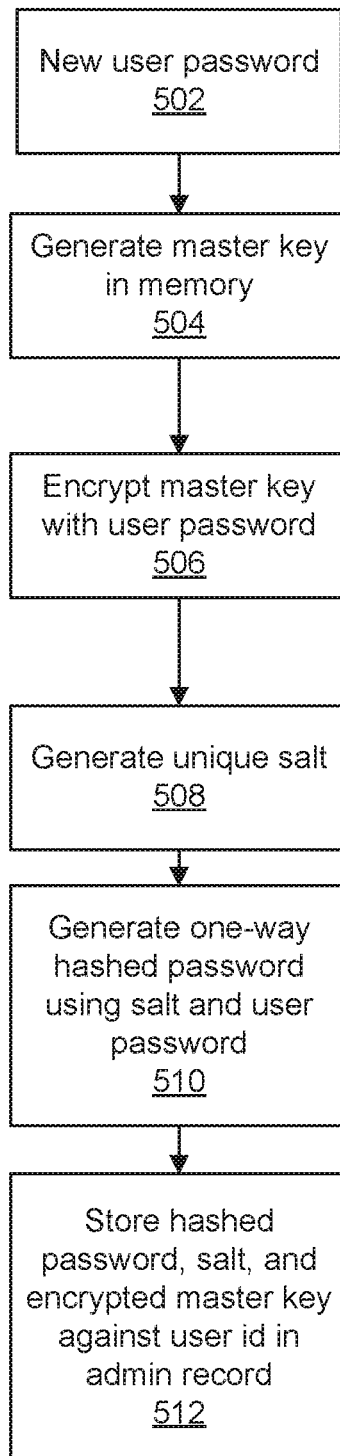 New user password
502
Generate master key
in memory
504
Encrypt master key
with user password
506
Generate unique salt
508
Generate one-way
hashed password
using salt and user
password
510
Store hashed
password, salt, and
encrypted master key
against user id in
admin record
512